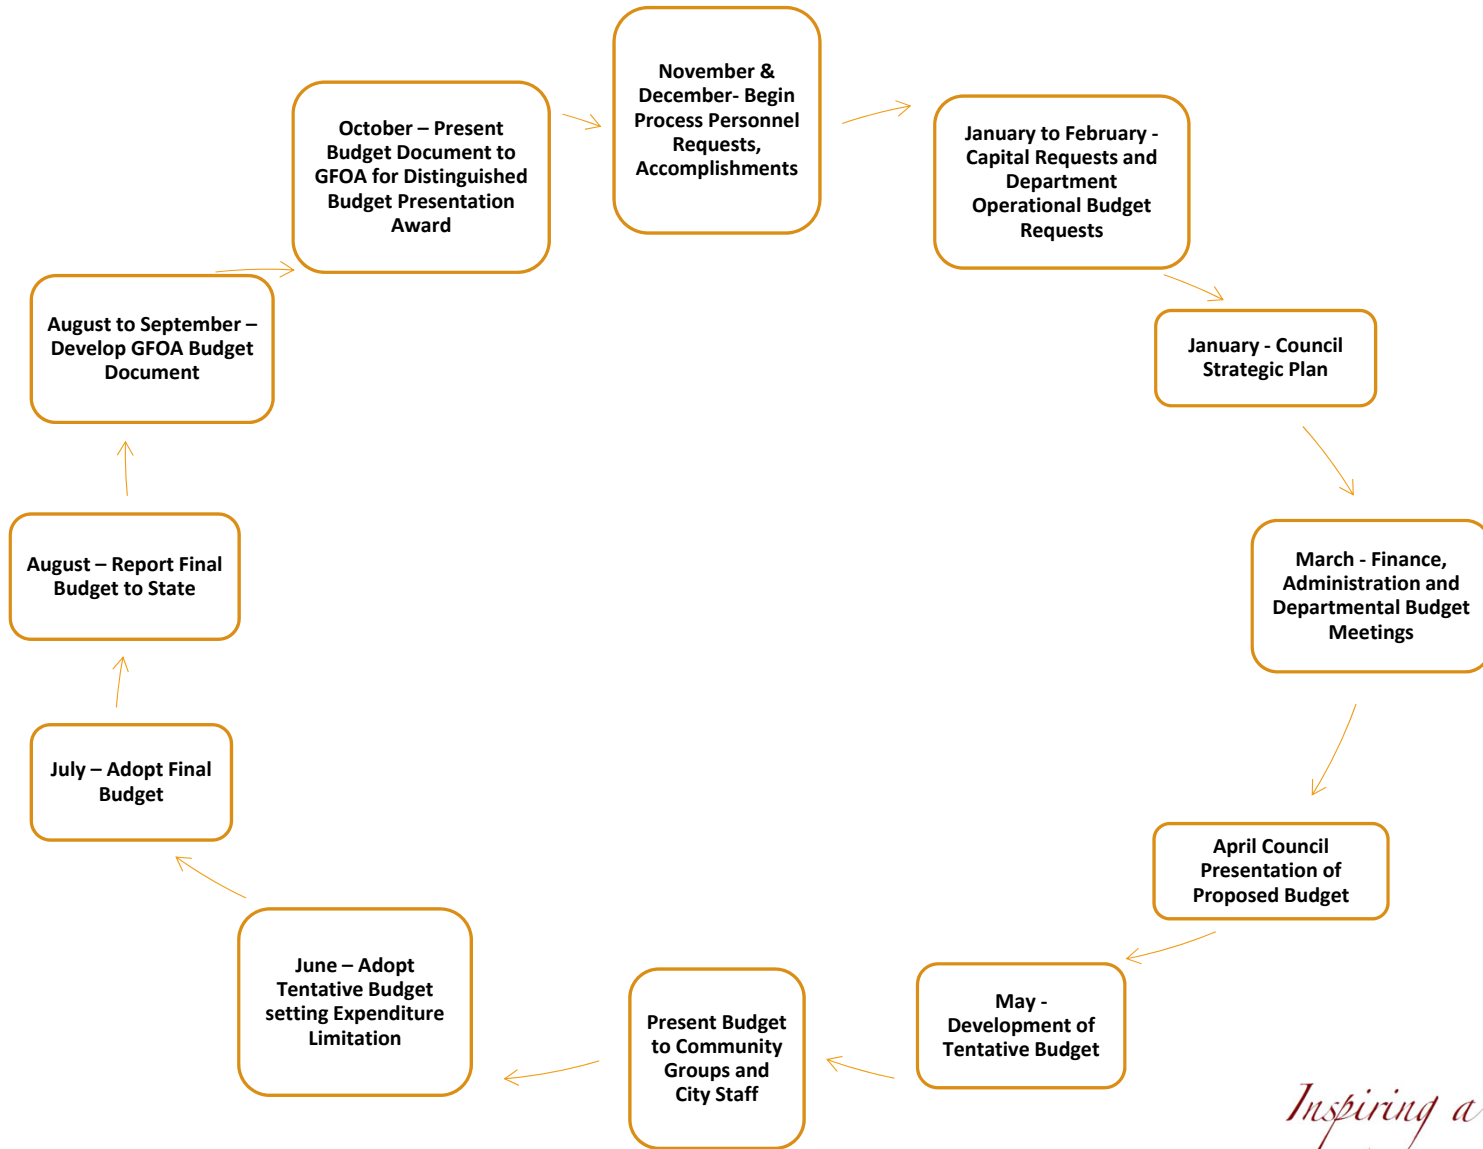 November &
December- Begin
Process Personnel
Requests,
Accomplishments
January to February -
Capital Requests and
Department
Operational Budget
Requests
January - Council
Strategic Plan
March - Finance,
Administration and
Departmental Budget
Meetings
April Council
Presentation of
Proposed Budget
May -
Development of
Tentative Budget
Present Budget
to Community
Groups and
City Staff
June – Adopt
Tentative Budget
setting Expenditure
Limitation
July – Adopt Final
Budget
August – Report Final
Budget to State
August to September –
Develop GFOA Budget
Document
October – Present
Budget Document to
GFOA for Distinguished
Budget Presentation
Award
Inspiring a